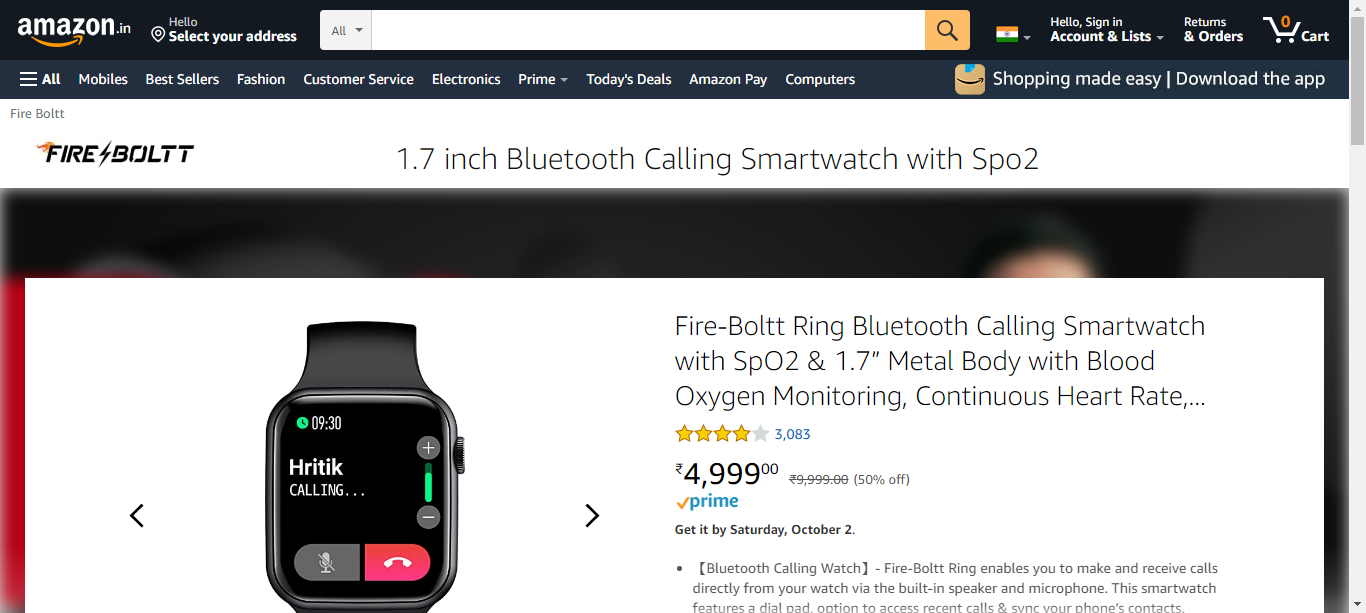 amazon.in
Hello
Select your address
All
Hello, Sign in
Account & Lists
Returns
& Orders
0
Cart
All
Mobiles
Best Sellers
Fashion
Customer Service
Electronics
Prime
Today's Deals
Amazon Pay
Computers
Shopping made easy | Download the app
Fire Boltt
FIRE BOLTT
1.7 inch Bluetooth Calling Smartwatch with Spo2
Fire-Boltt Ring Bluetooth Calling Smartwatch
with SpO2 & 1.7” Metal Body with Blood
Oxygen Monitoring, Continuous Heart Rate,...
3,083
₹4,99900 ₹9,999.00 (50% off)
prime
Get it by Saturday, October 2.
• 【Bluetooth Calling Watch】- Fire-Boltt Ring enables you to make and receive calls
directly from your watch via the built-in speaker and microphone. This smartwatch
features a dial pad, option to access recent calls & sync your phone's contacts.
09:30
Hritik
CALLING...